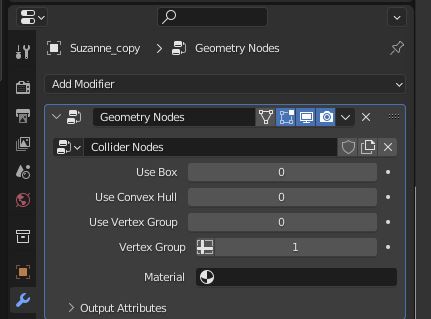 Suzanne_copy > Geometry Nodes
Add Modifier
Geometry Nodes
Collider Nodes
Use Box 0
Use Convex Hull 0
Use Vertex Group 0
Vertex Group 1
Material
Output Attributes